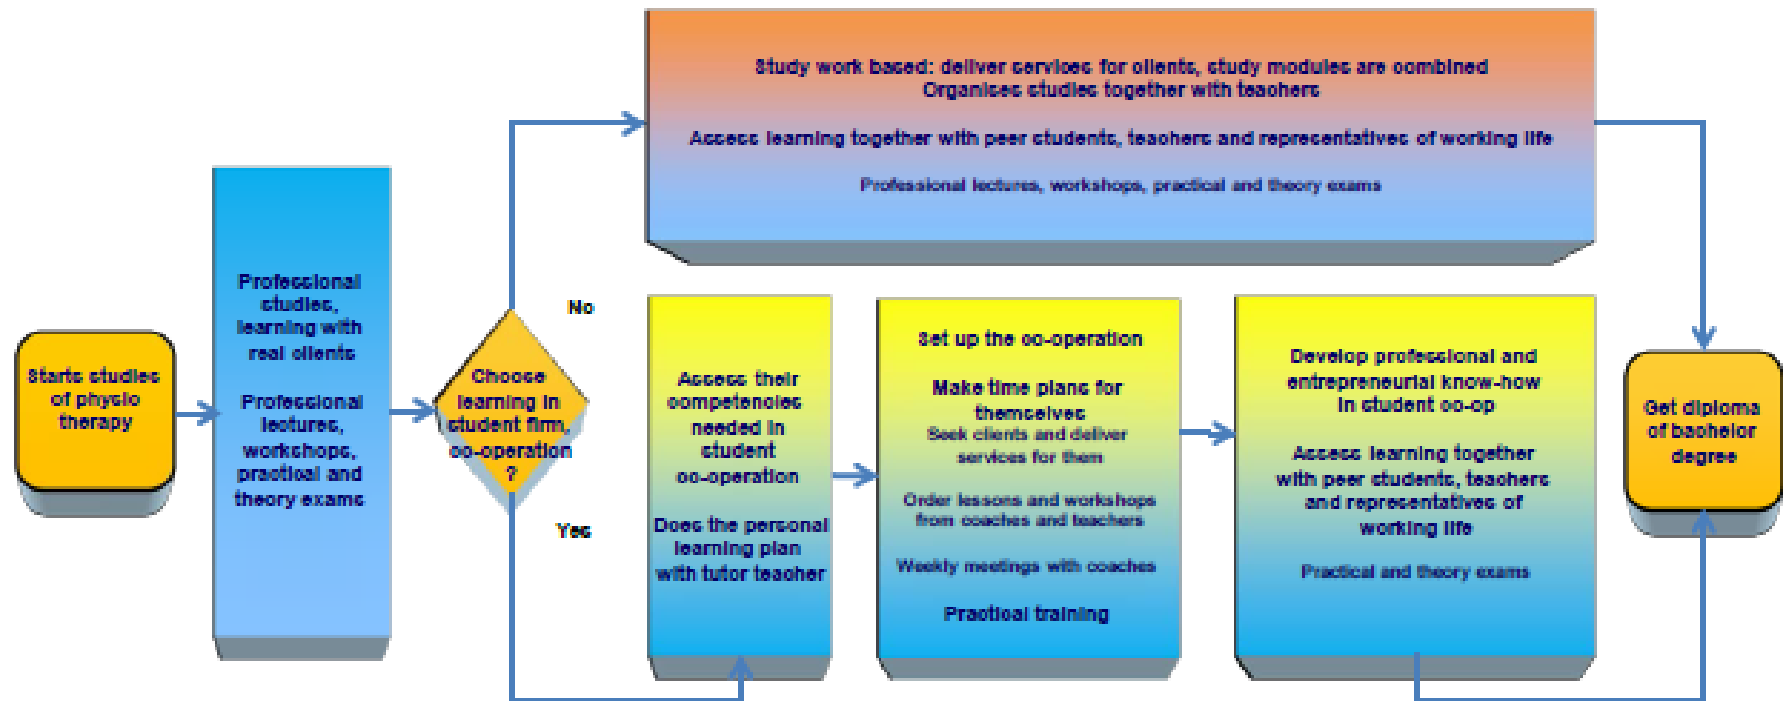 Starts studies
of physio
therapy
Professional
studies,
learning with
real clients
Professional
lectures,
workshops,
practical and
theory exams
Choose
learning in
student firm,
co-operation
?
No
Yes
Study work based: deliver services for clients, study modules are combined
Organises studies together with teachers
Assess learning together with peer students, teachers and representatives of working life
Professional lectures, workshops, practical and theory exams
Assess their
competencies
needed in
student
co-operation
Does the personal
learning plan
with tutor teacher
Set up the co-operation
Make time plans for
themselves
Seek clients and deliver
services for them
Order lessons and workshops
from coaches and teachers
Weekly meetings with coaches
Practical training
Develop professional and
entrepreneurial know-how
in student co-op
Assess learning together
with peer students, teachers
and representatives of
working life
Practical and theory exams
Get diploma
of bachelor
degree